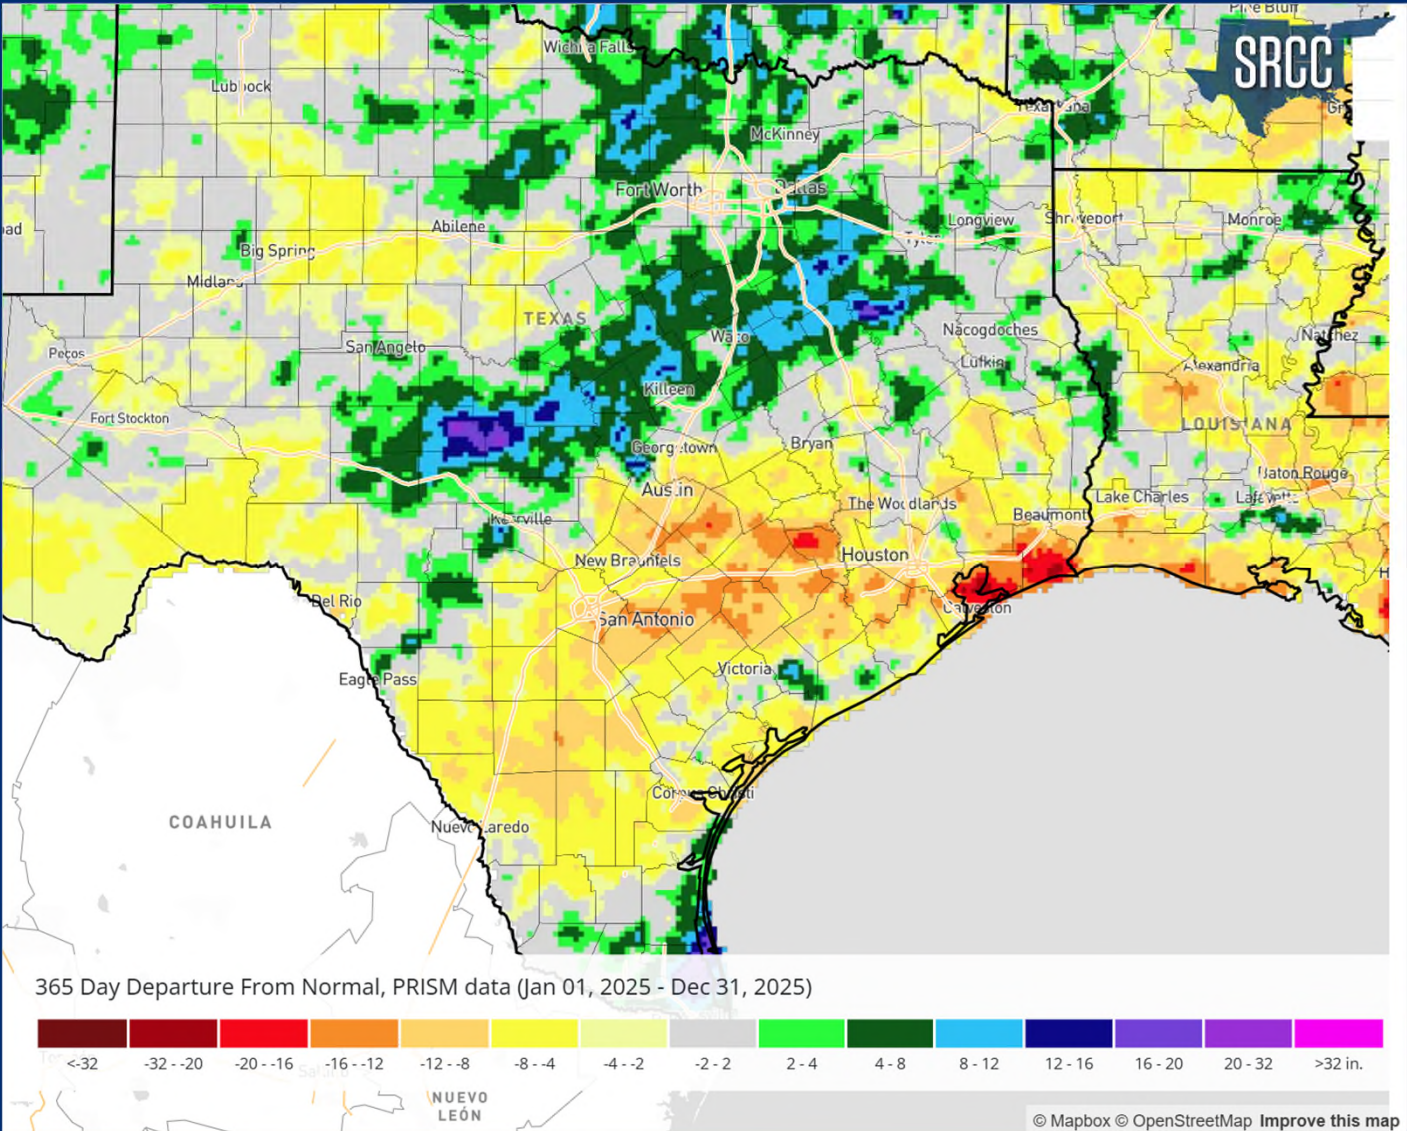 Pine Bluff
SRCC
Wichita Falls
Lubbock
Texarkana
Gr
McKinney
Fort Worth
Dallas
Longview
Shreveport
Monroe
ad
Abilene
Tyler
Big Spring
Midland
TEXAS
Waco
Nacogdoches
Natchez
Pecos
San Angelo
Lufkin
Alexandria
Killeen
Fort Stockton
LOUISIANA
Georgetown
Bryan
Baton Rouge
Austin
The Woodlands
Lake Charles
Lafayette
Kerrville
Beaumont
New Braunfels
Houston
H
Del Rio
San Antonio
Galveston
Victoria
Eagle Pass
Corpus Christi
COAHUILA
Nuevo Laredo
365 Day Departure From Normal, PRISM data (Jan 01, 2025 - Dec 31, 2025)
<-32 -32 - -20 -20 - -16 -16 - -12 -12 - -8 -8 - -4 -4 - -2 -2 - 2 2 - 4 4 - 8 8 - 12 12 - 16 16 - 20 20 - 32 >32 in.
NUEVO
LEÓN
© Mapbox © OpenStreetMap Improve this map